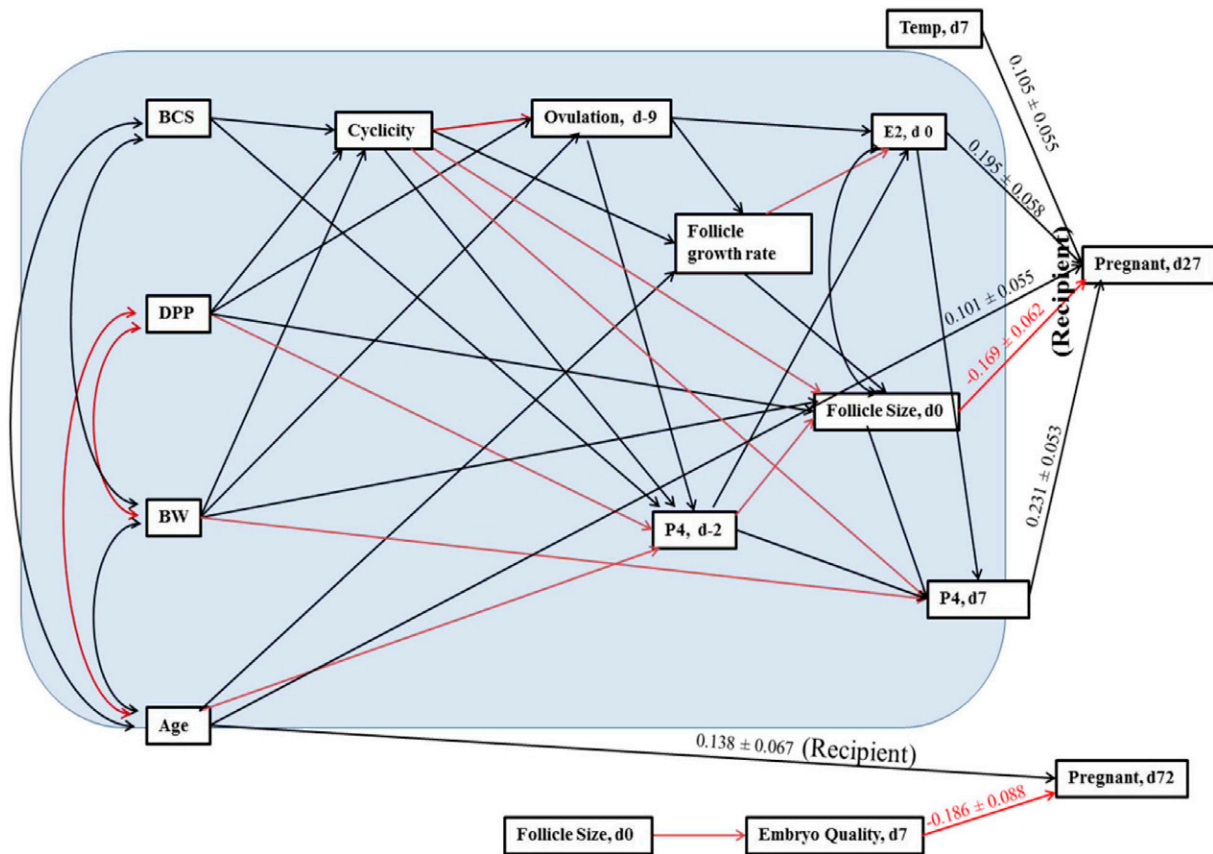 Temp, d7
BCS
Cyclicity
Ovulation, d-9
E2, d 0
0.105 ± 0.055
0.195 ± 0.058
Follicle
growth rate
(Recipient)
Pregnant, d27
DPP
0.101 ± 0.055
-0.169 ± 0.062
Follicle Size, d0
BW
P4, d-2
0.231 ± 0.053
P4, d7
Age
0.138 ± 0.067 (Recipient)
Pregnant, d72
-0.186 ± 0.088
Follicle Size, d0
Embryo Quality, d7